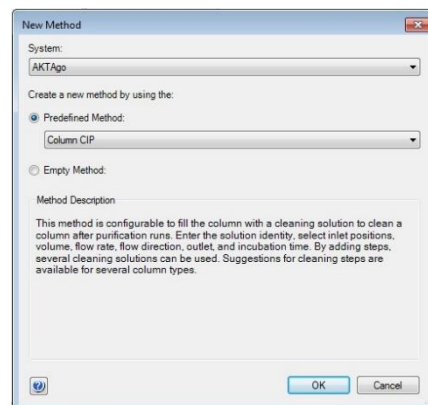 New Method
System:
AKTAgo
Create a new method by using the:
Predefined Method:
Column CIP
Empty Method:
Method Description
This method is configurable to fill the column with a cleaning solution to clean a
column after purification runs. Enter the solution identity, select inlet positions,
volume, flow rate, flow direction, outlet, and incubation time. By adding steps,
several cleaning solutions can be used. Suggestions for cleaning steps are
available for several column types.
OK Cancel